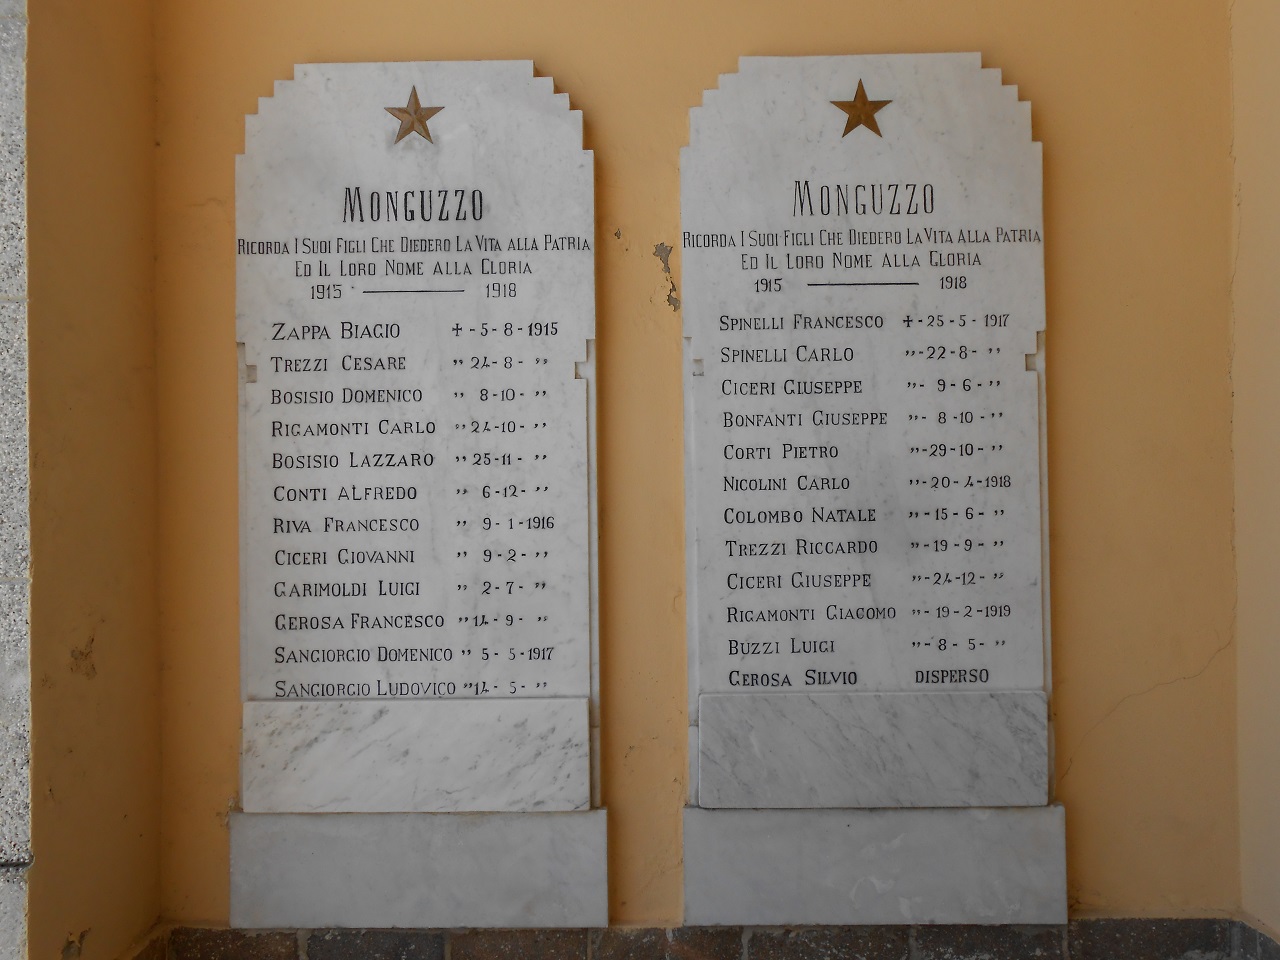 MONGUZZO
RICORDA I SUOI FIGLI CHE DIEDERO LA VITA ALLA PATRIA
ED IL LORO NOME ALLA GLORIA
1915 — 1918
ZAPPA BIAGIO ✝ - 5 - 8 - 1915
TREZZI CESARE ,, 24 - 8 - ,,
BOSISIO DOMENICO ,, 8 - 10 - ,,
RIGAMONTI CARLO ,, 24 - 10 - ,,
BOSISIO LAZZARO ,, 25 - 11 - ,,
CONTI ALFREDO ,, 6 - 12 - ,,
RIVA FRANCESCO ,, 9 - 1 - 1916
CICERI GIOVANNI ,, 9 - 2 - ,,
GARIMOLDI LUIGI ,, 2 - 7 - ,,
GEROSA FRANCESCO ,, 14 - 9 - ,,
SANGIORGIO DOMENICO ,, 5 - 5 - 1917
SANGIORGIO LUDOVICO ,, 14 - 5 - ,,
MONGUZZO
RICORDA I SUOI FIGLI CHE DIEDERO LA VITA ALLA PATRIA
ED IL LORO NOME ALLA GLORIA
1915 — 1918
SPINELLI FRANCESCO ✝ - 25 - 5 - 1917
SPINELLI CARLO ,, - 22 - 8 - ,,
CICERI GIUSEPPE ,, - 9 - 6 - ,,
BONFANTI GIUSEPPE ,, - 8 - 10 - ,,
CORTI PIETRO ,, - 29 - 10 - ,,
NICOLINI CARLO ,, - 20 - 4 - 1918
COLOMBO NATALE ,, - 15 - 6 - ,,
TREZZI RICCARDO ,, - 19 - 9 - ,,
CICERI GIUSEPPE ,, - 24 - 12 - ,,
RIGAMONTI GIACOMO ,, - 19 - 2 - 1919
BUZZI LUIGI ,, - 8 - 5 - ,,
GEROSA SILVIO DISPERSO